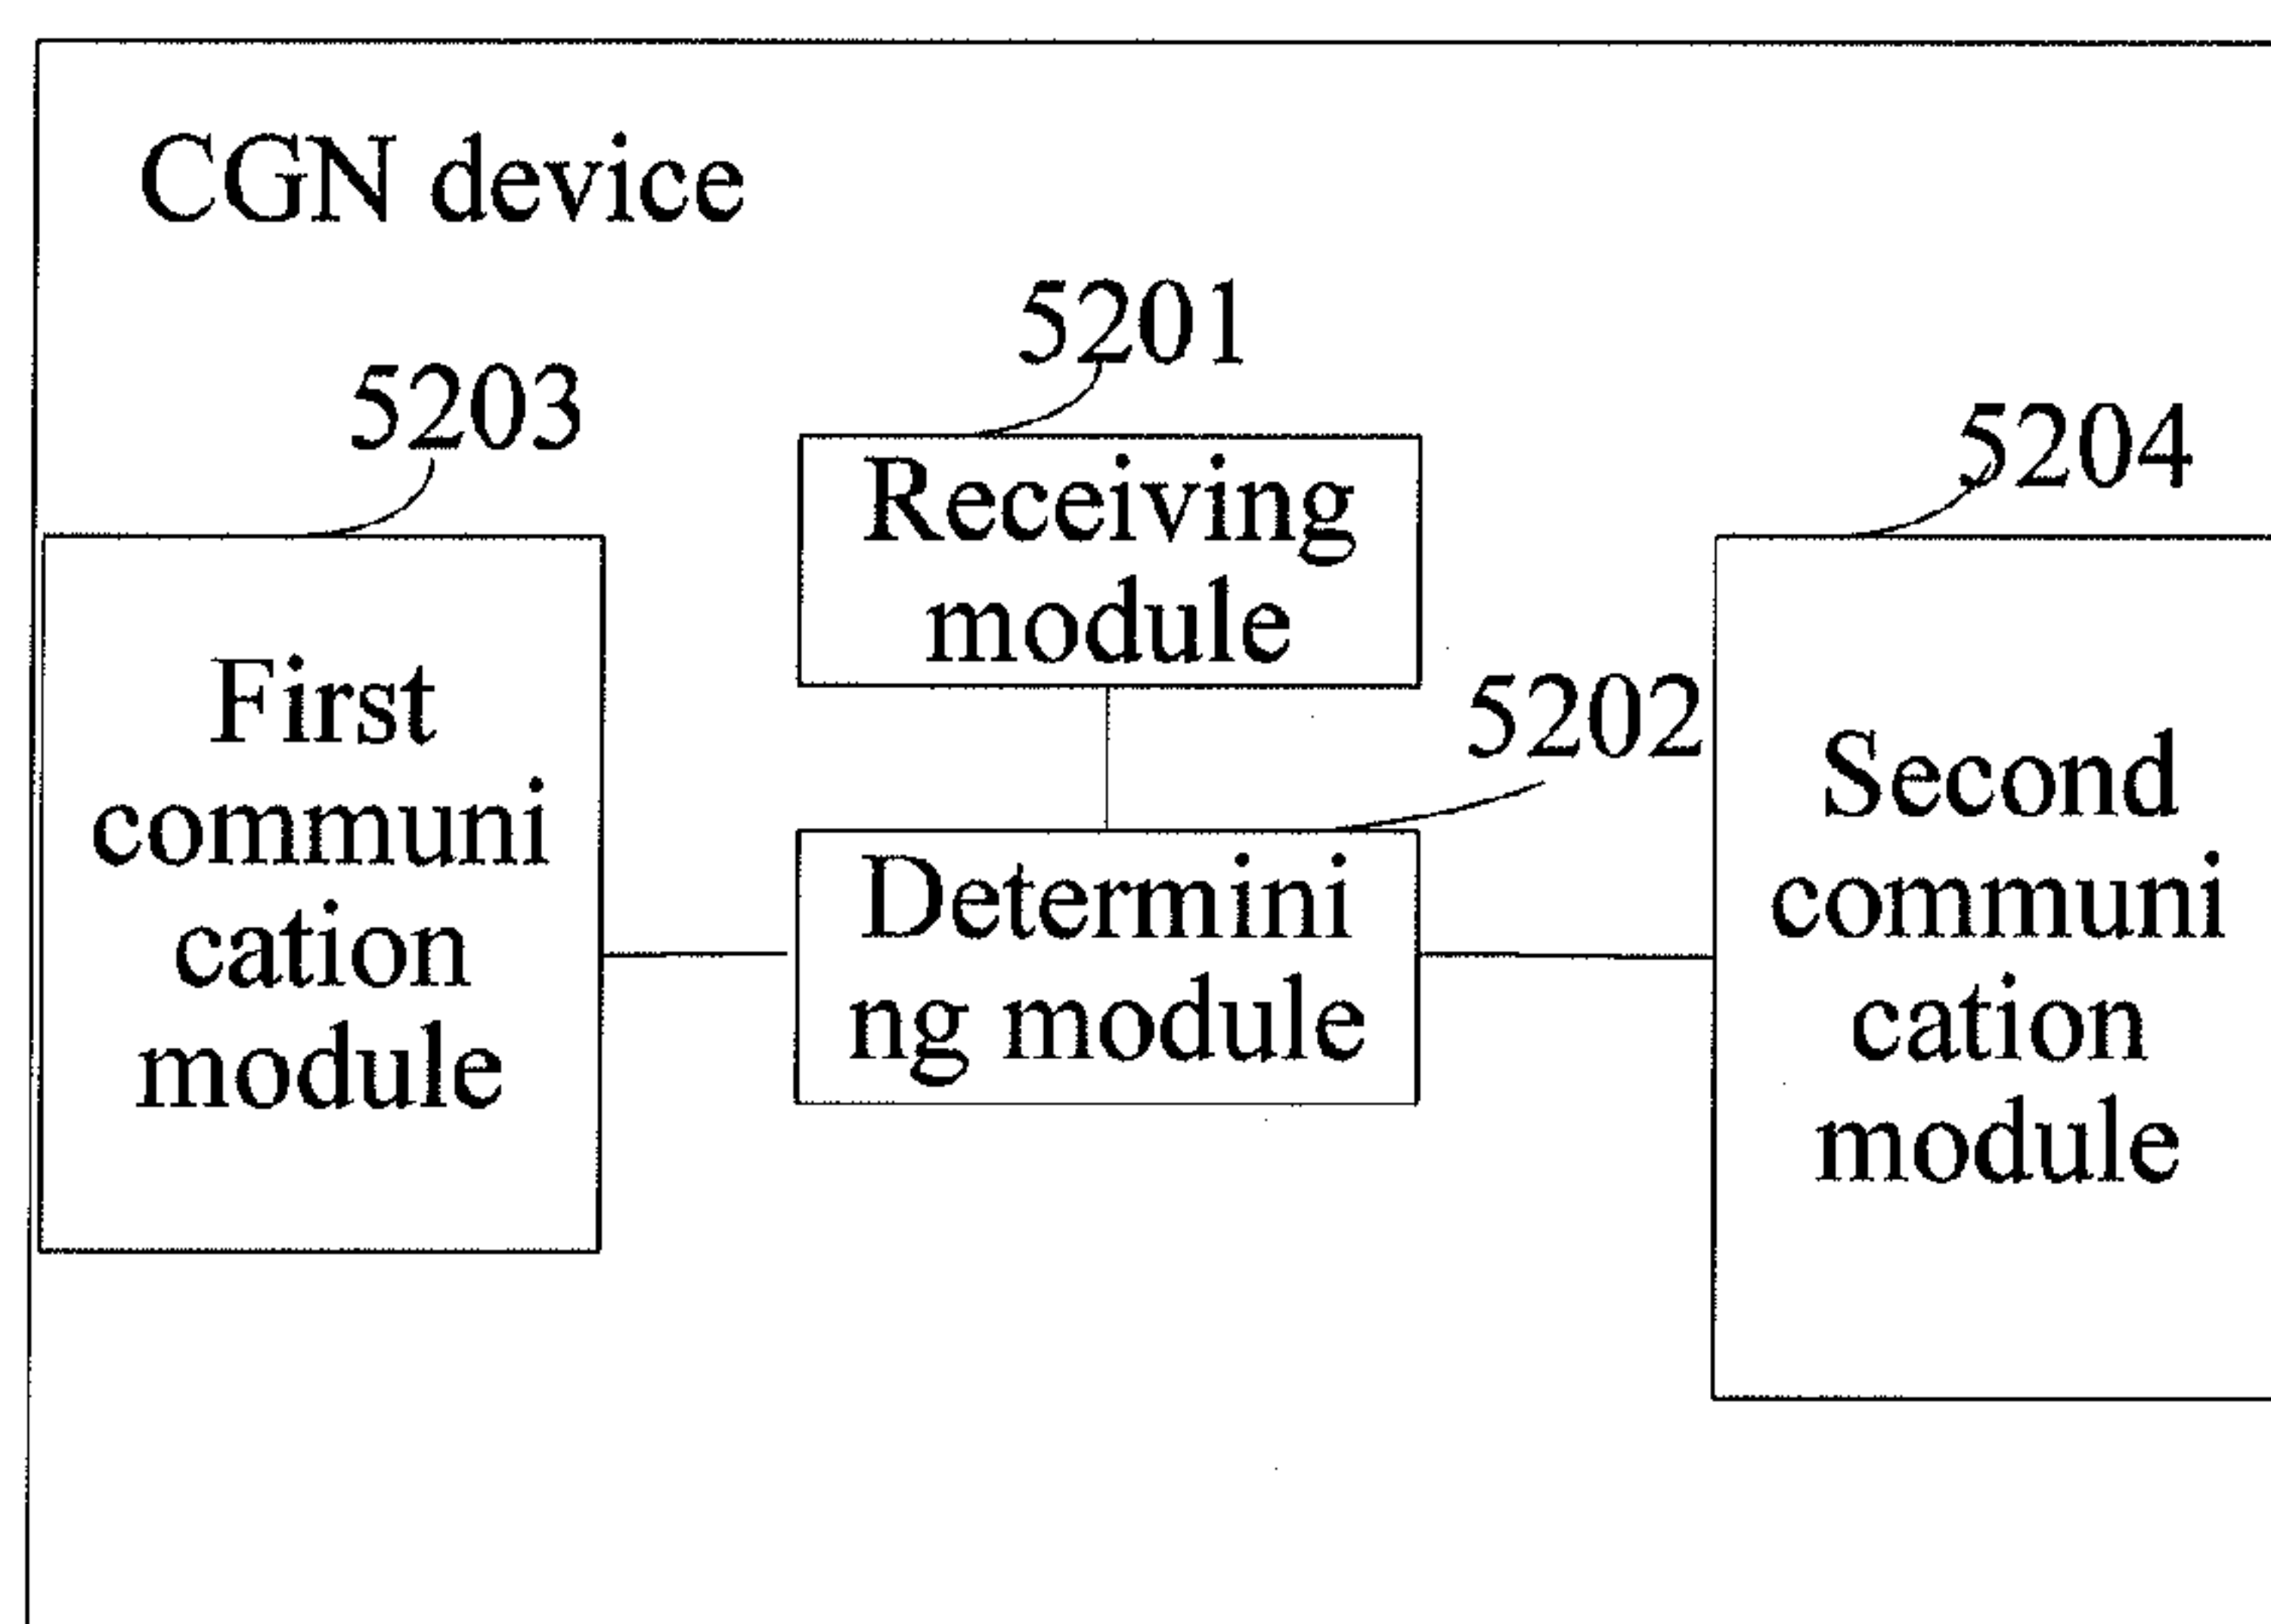 CGN device
5201
5203
5204
Receiving
module
First
communi
cation
module
5202
Determini
ng module
Second
communi
cation
module